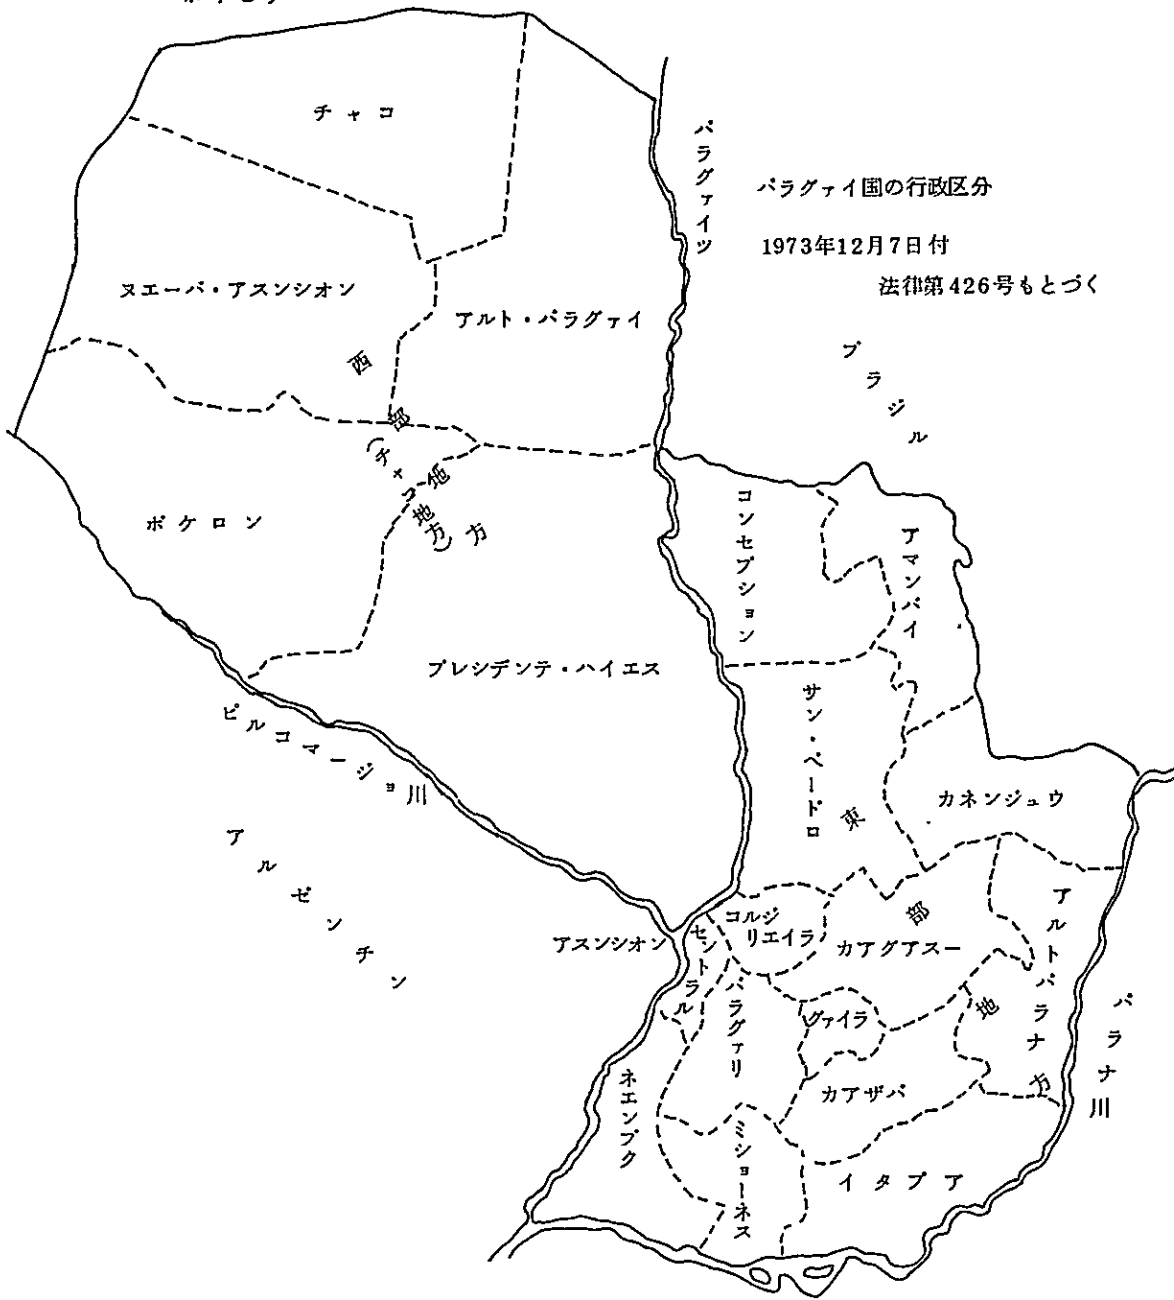 チャコ
パラグァイツ
パラグァイ国の行政区分
1973年12月7日付
法律第426号もとづく
ヌエーバ・アスンシオン
アルト・パラグァイ
ブラジル
西部地方
(チャコ地方)
ボケロン
コンセプション
アマンバイ
プレシデンテ・ハイエス
サン・ペードロ
ピルコマージョ川
カネンジュウ
東部地方
アルゼンチン
コルジリエイラ
アスンシオン
セントラル
カアグアスー
アルトパラナ
パラグァリ
グァイラ
パラナ川
ネエンブク
カアザパ
ミショーネス
イタプア